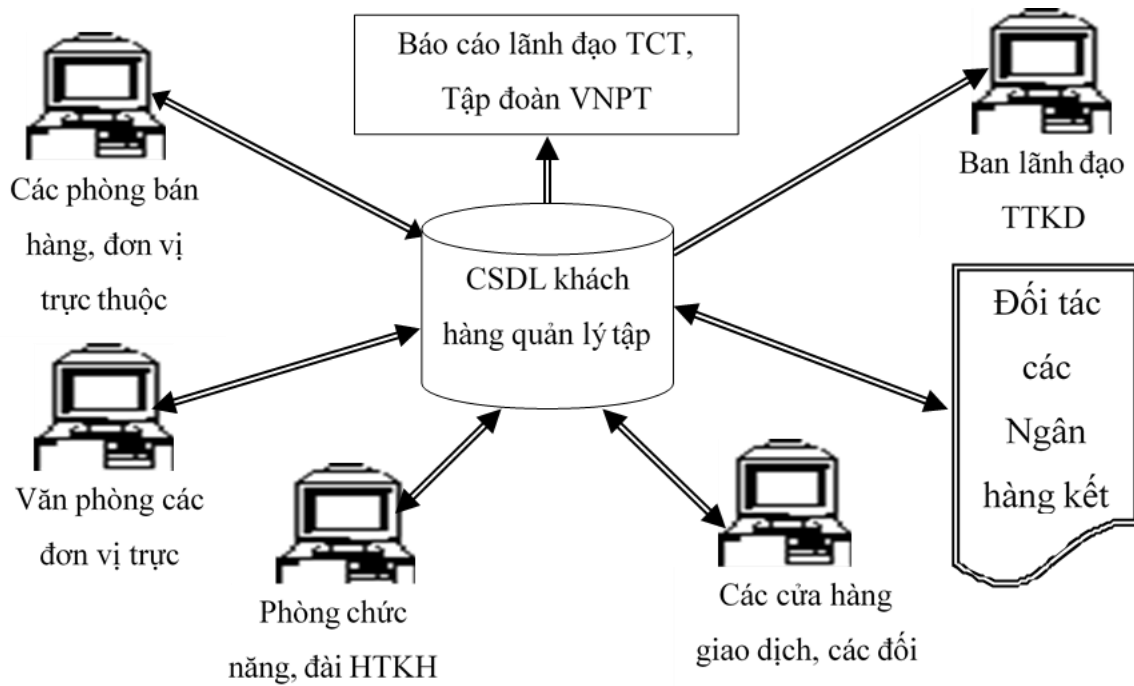 Báo cáo lãnh đạo TCT,
Tập đoàn VNPT
Các phòng bán
hàng, đơn vị
trực thuộc
Ban lãnh đạo
TTKD
CSDL khách
hàng quản lý tập
Đối tác
các
Ngân
hàng kết
Văn phòng các
đơn vị trực
Phòng chức
năng, đài HTKH
Các cửa hàng
giao dịch, các đối